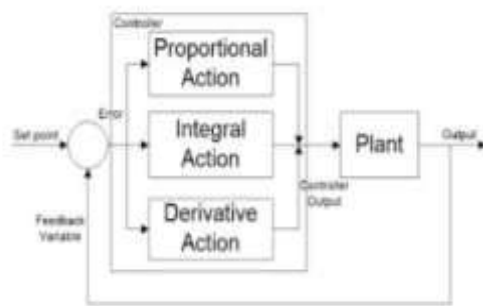 Controller
Proportional
Action
Error
Set point
Integral
Action
Plant
Output
Controller
Output
Feedback
Variable
Derivative
Action